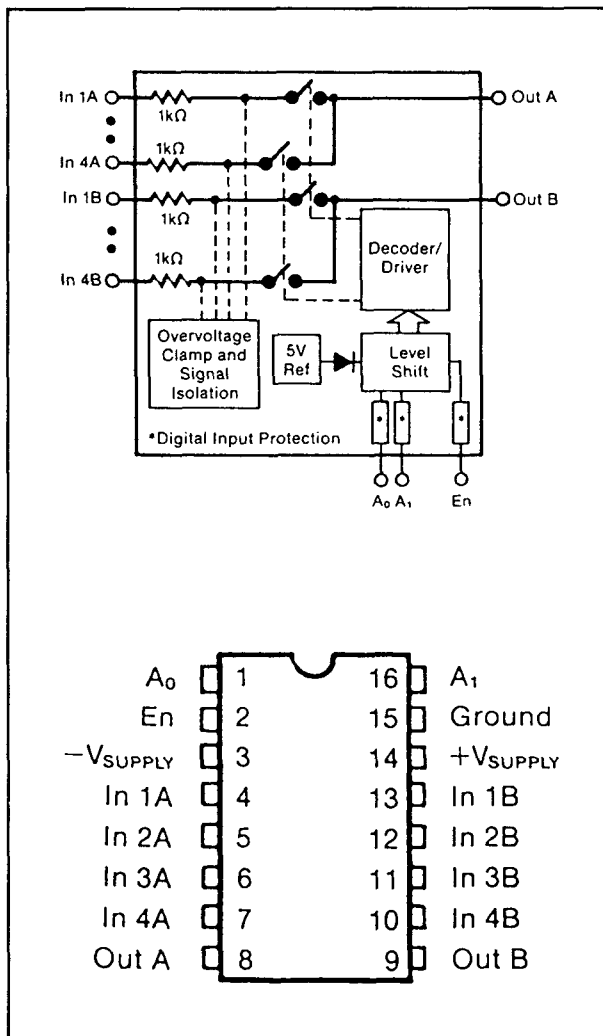 In 1A
1kΩ
Out A
In 4A
1kΩ
In 1B
1kΩ
Out B
In 4B
1kΩ
Decoder/
Driver
Overvoltage
Clamp and
Signal
Isolation
5V
Ref
Level
Shift
*Digital Input Protection
* * *
A₀ A₁ En
A₀ 1 16 A₁
En 2 15 Ground
−V_SUPPLY 3 14 +V_SUPPLY
In 1A 4 13 In 1B
In 2A 5 12 In 2B
In 3A 6 11 In 3B
In 4A 7 10 In 4B
Out A 8 9 Out B